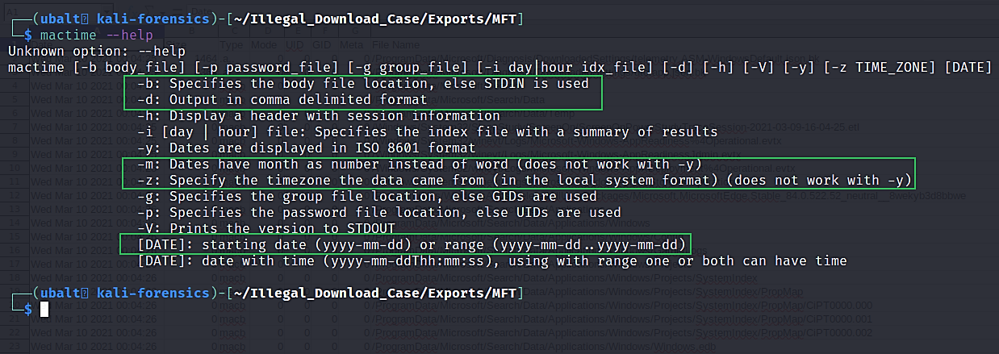 (ubalt kali-forensics)-[~/Illegal_Download_Case/Exports/MFT]
$ mactime --help
Unknown option: --help
mactime [-b body_file] [-p password_file] [-g group_file] [-i day|hour idx_file] [-d] [-h] [-V] [-y] [-z TIME_ZONE] [DATE]
-b: Specifies the body file location, else STDIN is used
-d: Output in comma delimited format
-h: Display a header with session information
-i [day | hour] file: Specifies the index file with a summary of results
-y: Dates are displayed in ISO 8601 format
-m: Dates have month as number instead of word (does not work with -y)
-z: Specify the timezone the data came from (in the local system format) (does not work with -y)
-g: Specifies the group file location, else GIDs are used
-p: Specifies the password file location, else UIDs are used
-V: Prints the version to STDOUT
[DATE]: starting date (yyyy-mm-dd) or range (yyyy-mm-dd..yyyy-mm-dd)
[DATE]: date with time (yyyy-mm-ddThh:mm:ss), using with range one or both can have time
(ubalt kali-forensics)-[~/Illegal_Download_Case/Exports/MFT]
$